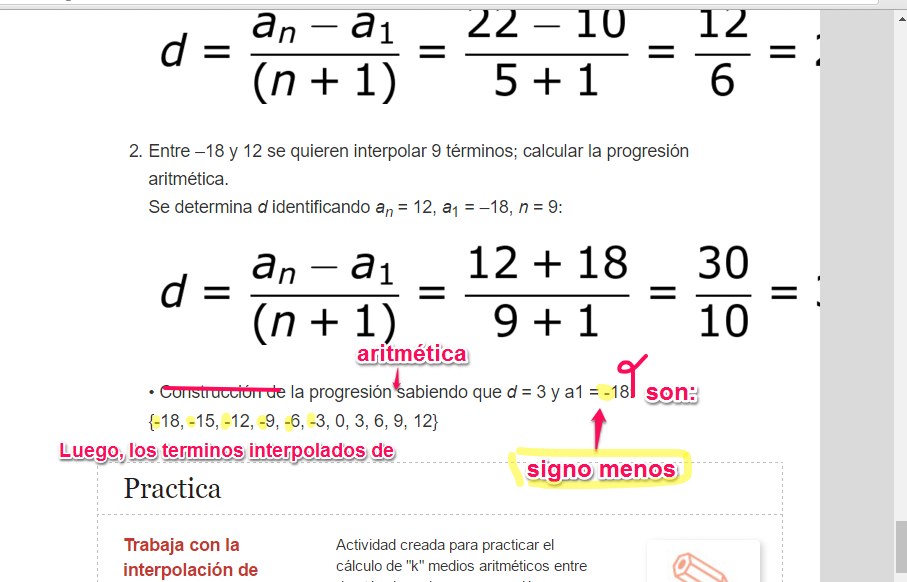 d = (aₙ − a₁)/(n + 1) = (22 − 10)/(5 + 1) = 12/6 =
2. Entre –18 y 12 se quieren interpolar 9 términos; calcular la progresión
aritmética.
Se determina d identificando aₙ = 12, a₁ = –18, n = 9:
d = (aₙ − a₁)/(n + 1) = (12 + 18)/(9 + 1) = 30/10 =
aritmética
• Construcción de la progresión sabiendo que d = 3 y a1 = -18 son:
{-18, -15, -12, -9, -6, -3, 0, 3, 6, 9, 12}
Luego, los terminos interpolados de
signo menos
Practica
Trabaja con la
interpolación de
Actividad creada para practicar el
cálculo de "k" medios aritméticos entre